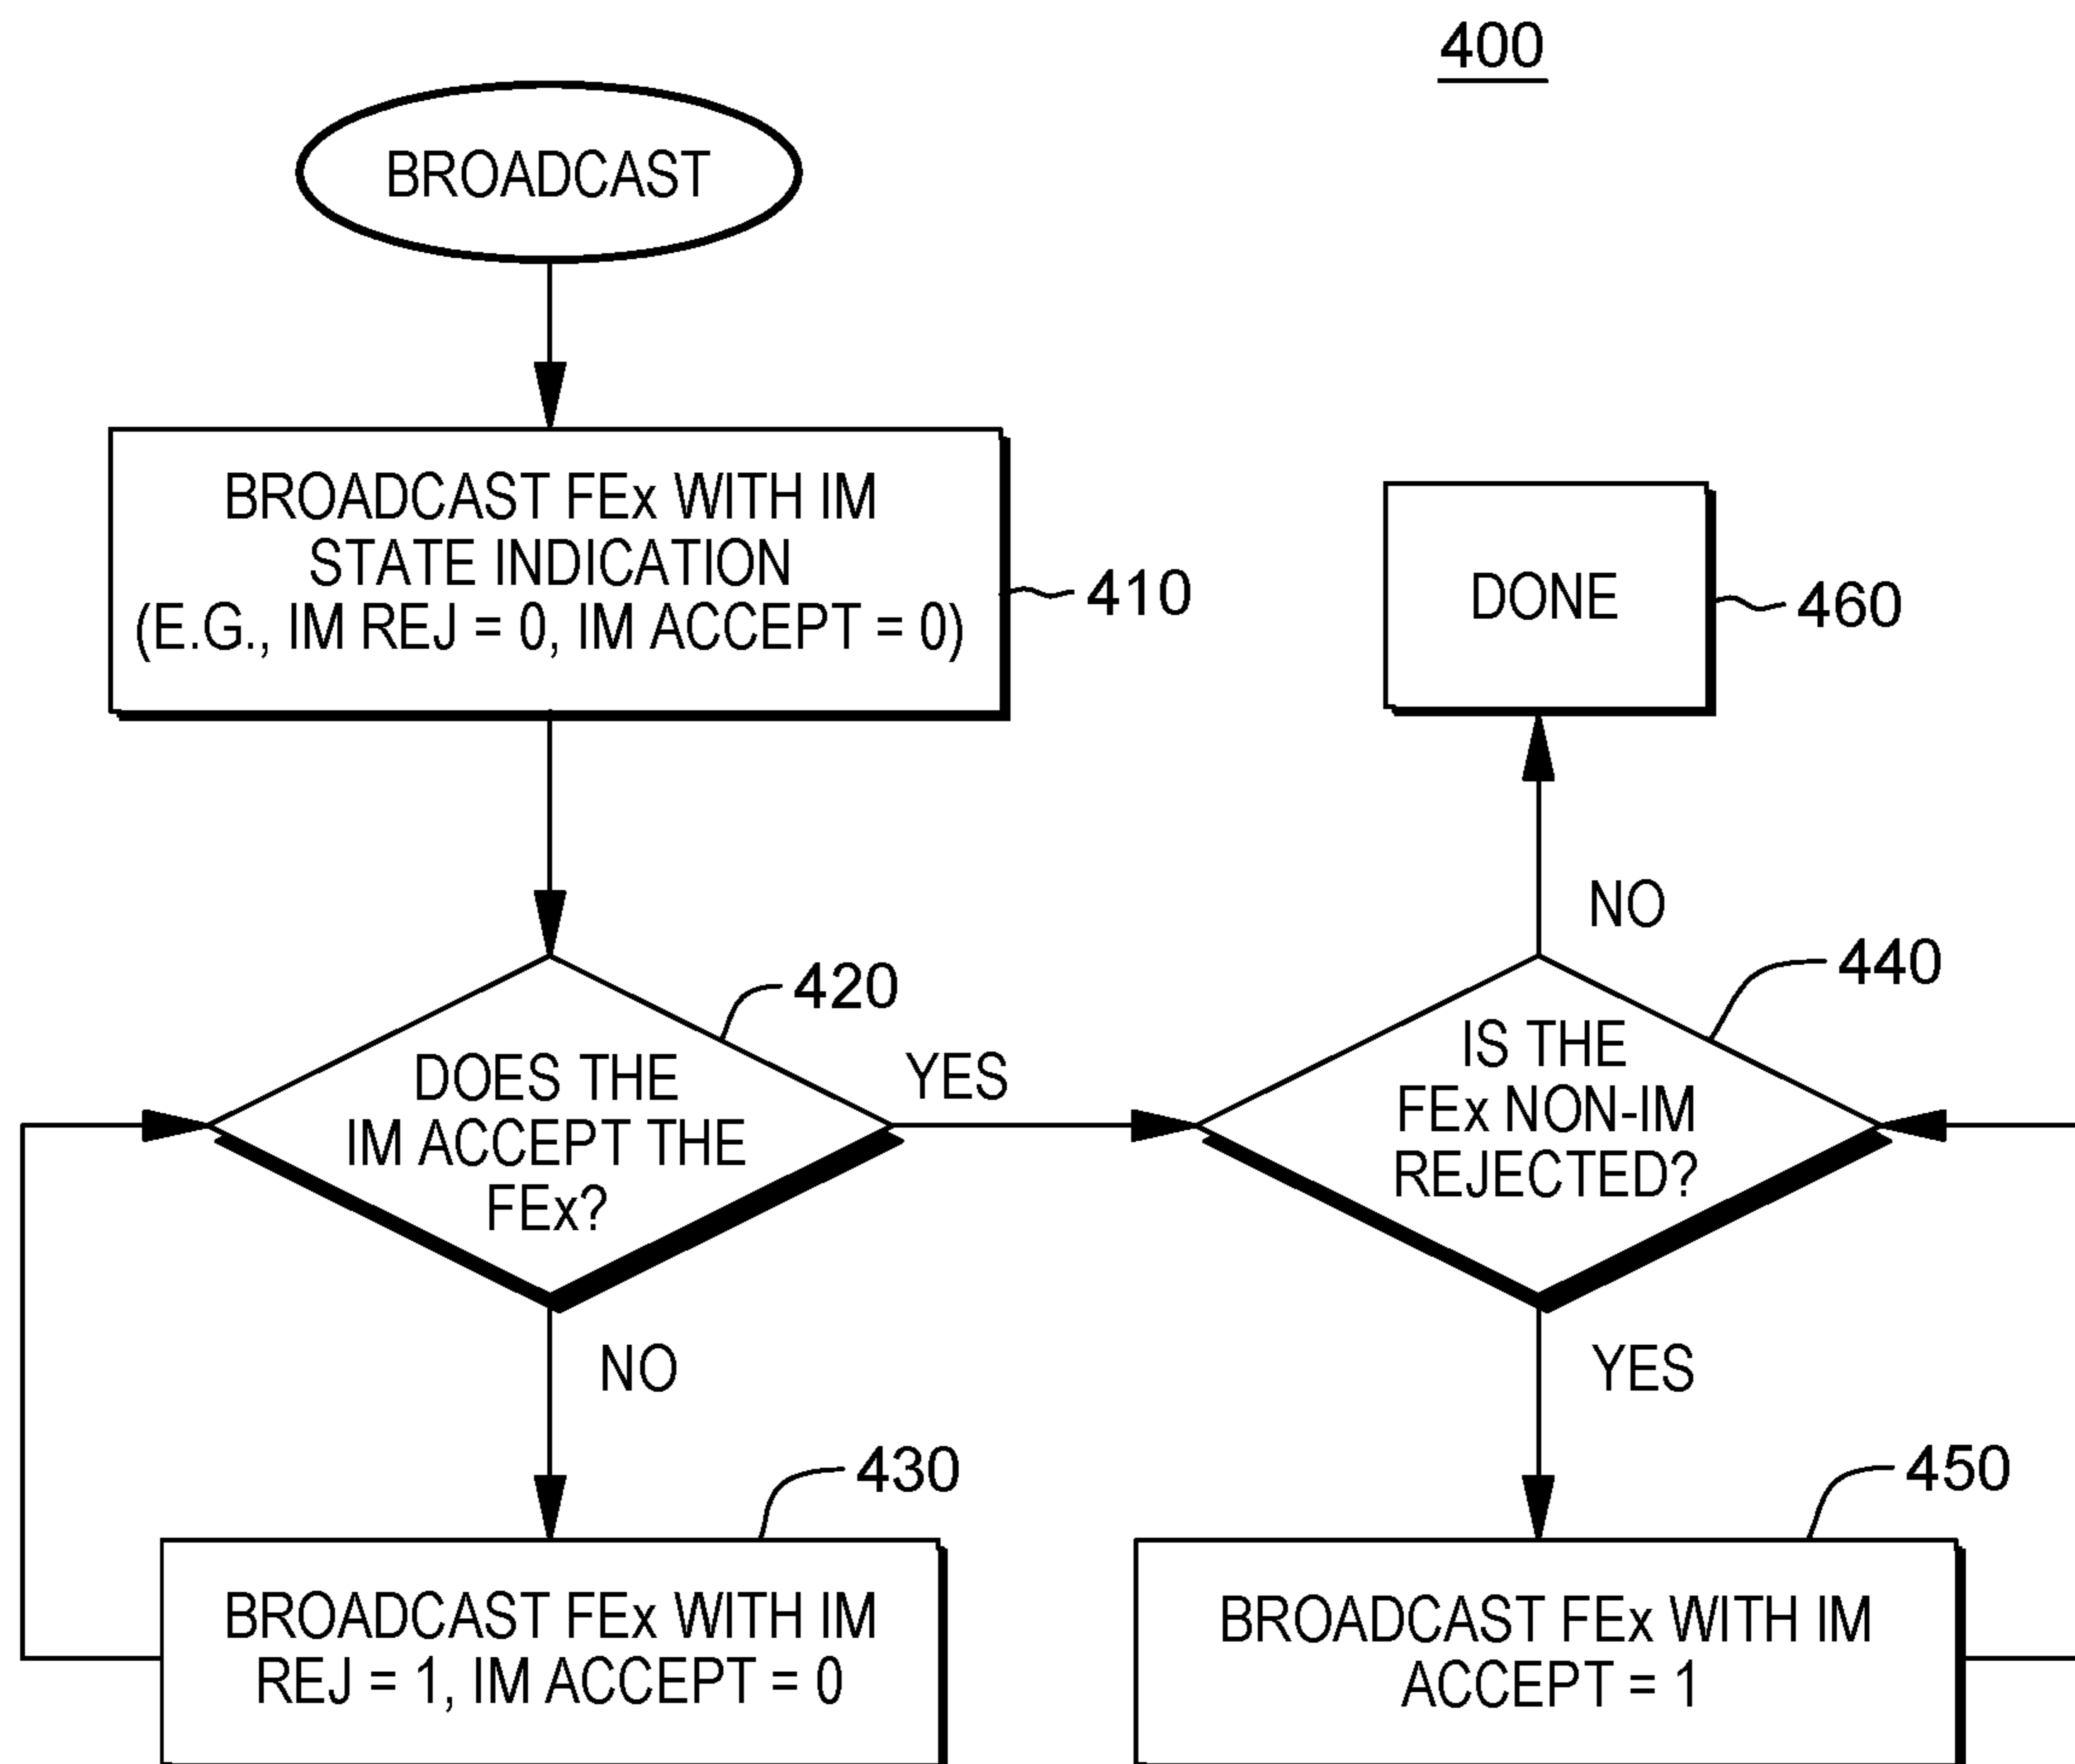 400
BROADCAST
BROADCAST FEx WITH IM
STATE INDICATION
(E.G., IM REJ = 0, IM ACCEPT = 0)
410
DONE
460
NO
420
440
DOES THE
IM ACCEPT THE
FEx?
YES
IS THE
FEx NON-IM
REJECTED?
NO
YES
430
450
BROADCAST FEx WITH IM
REJ = 1, IM ACCEPT = 0
BROADCAST FEx WITH IM
ACCEPT = 1